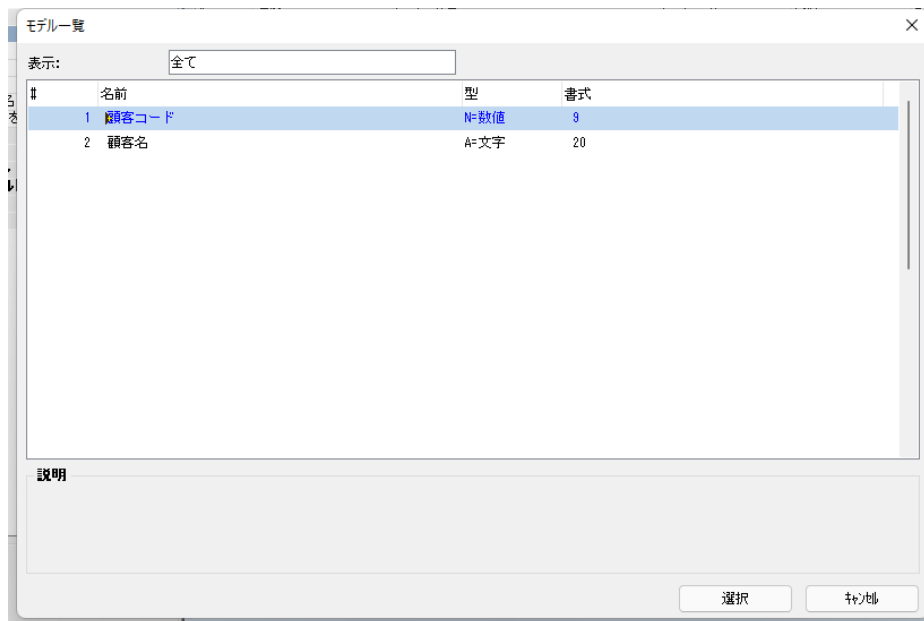 モデル一覧
表示: 全て
# 名前 型 書式
1 顧客コード N=数値 9
2 顧客名 A=文字 20
説明
選択 ｷｬﾝｾﾙ